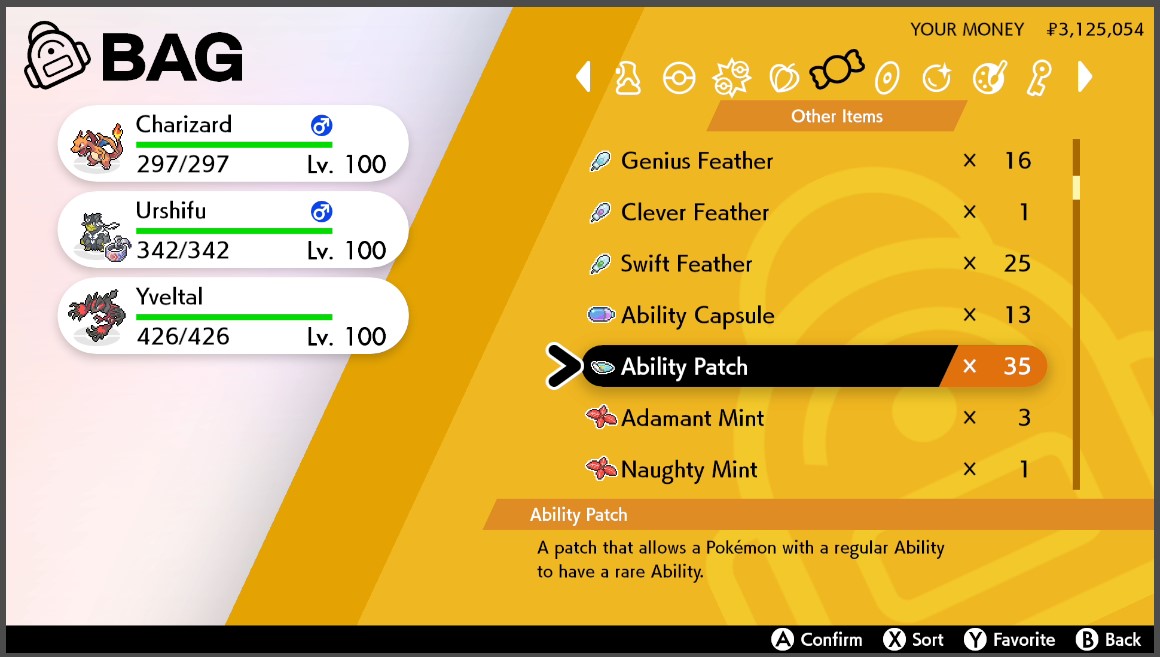 BAG
YOUR MONEY ₽3,125,054
Other Items
Charizard ♂
297/297 Lv. 100
Urshifu ♂
342/342 Lv. 100
Yveltal
426/426 Lv. 100
Genius Feather × 16
Clever Feather × 1
Swift Feather × 25
Ability Capsule × 13
Ability Patch × 35
Adamant Mint × 3
Naughty Mint × 1
Ability Patch
A patch that allows a Pokémon with a regular Ability
to have a rare Ability.
A Confirm X Sort Y Favorite B Back